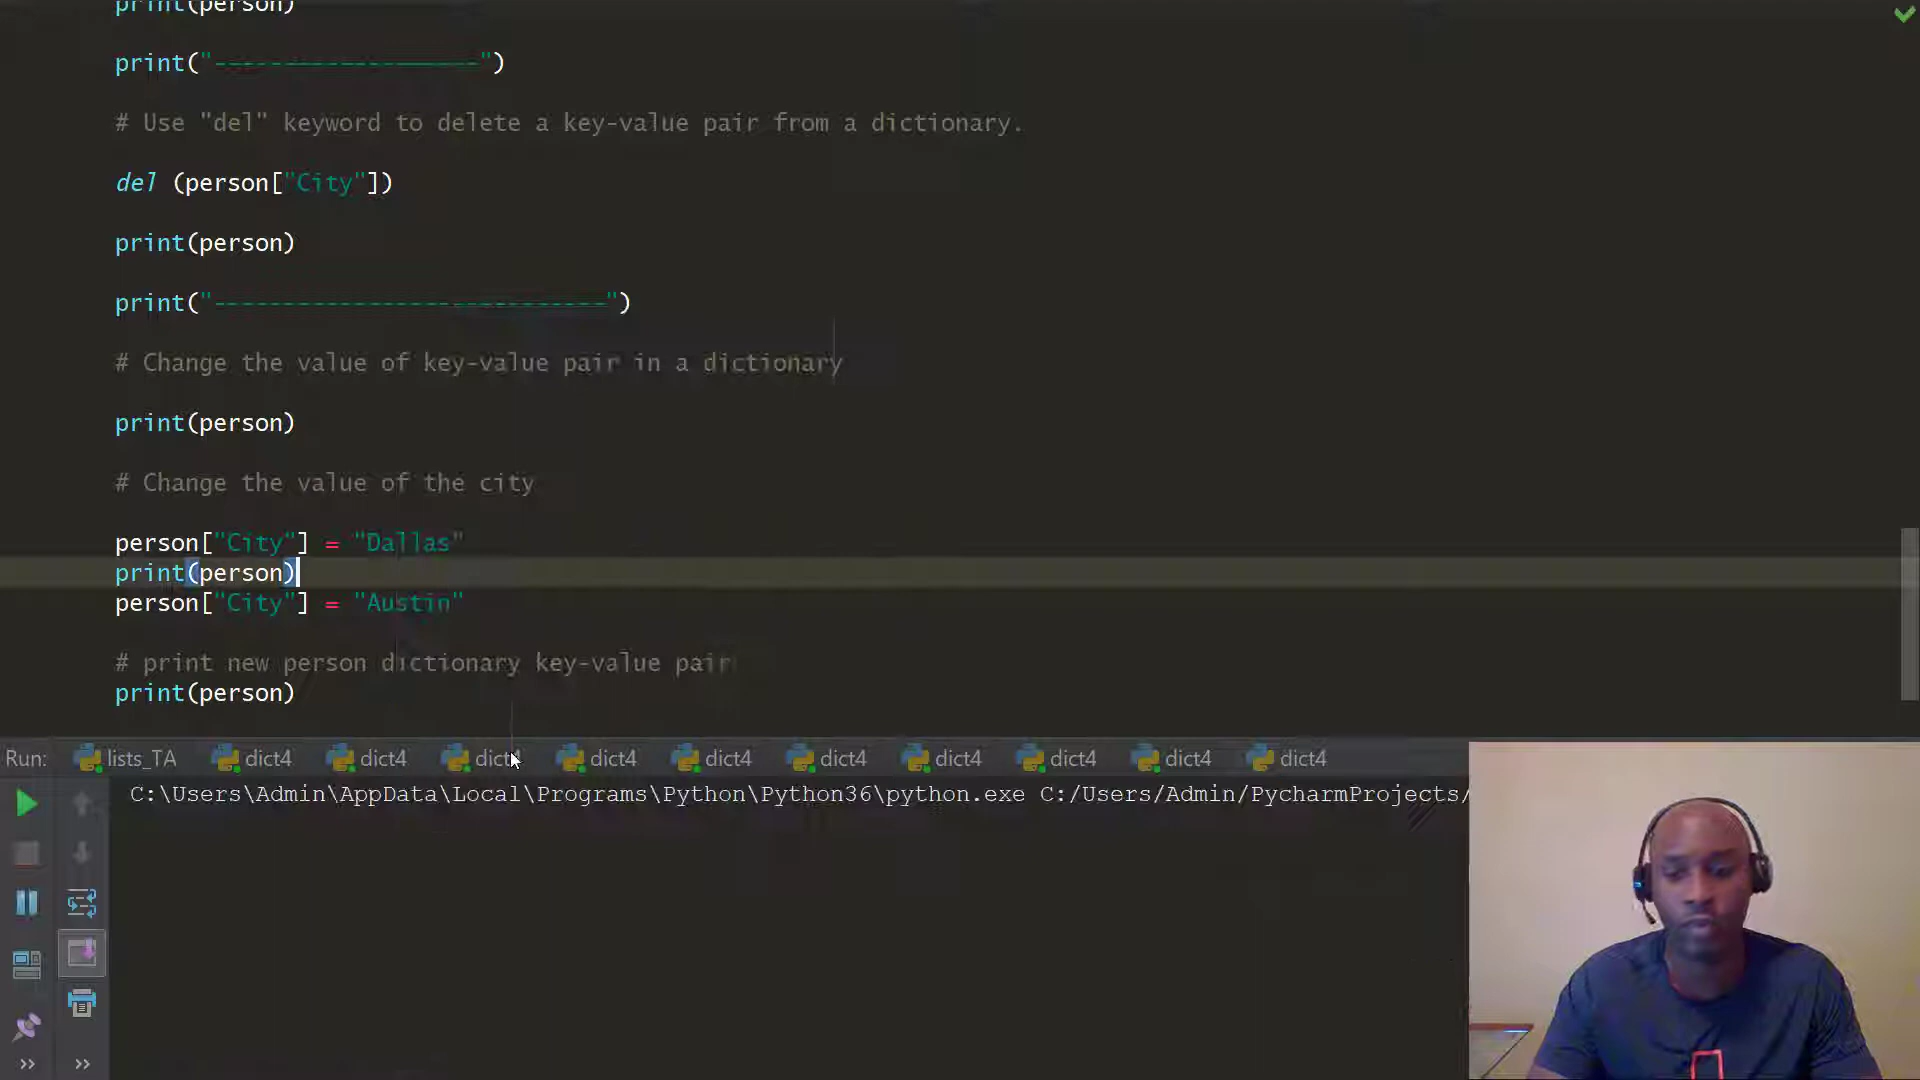 print(person)
print("-------------------")
# Use "del" keyword to delete a key-value pair from a dictionary.
del (person["City"])
print(person)
print("----------------------------")
# Change the value of key-value pair in a dictionary
print(person)
# Change the value of the city
person["City"] = "Dallas"
print(person)
person["City"] = "Austin"
# print new person dictionary key-value pair
print(person)
Run: lists_TA dict4 dict4 dict4 dict4 dict4 dict4 dict4 dict4 dict4 dict4
C:\Users\Admin\AppData\Local\Programs\Python\Python36\python.exe C:/Users/Admin/PycharmProjects/